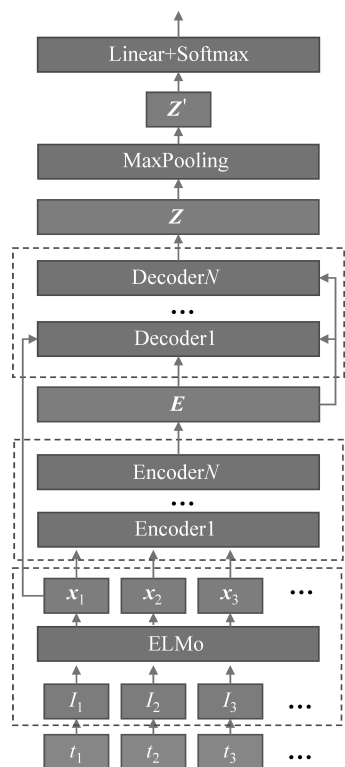 Linear+Softmax
Z'
MaxPooling
Z
DecoderN
...
Decoder1
E
EncoderN
...
Encoder1
x₁ x₂ x₃ ...
ELMo
I₁ I₂ I₃ ...
t₁ t₂ t₃ ...